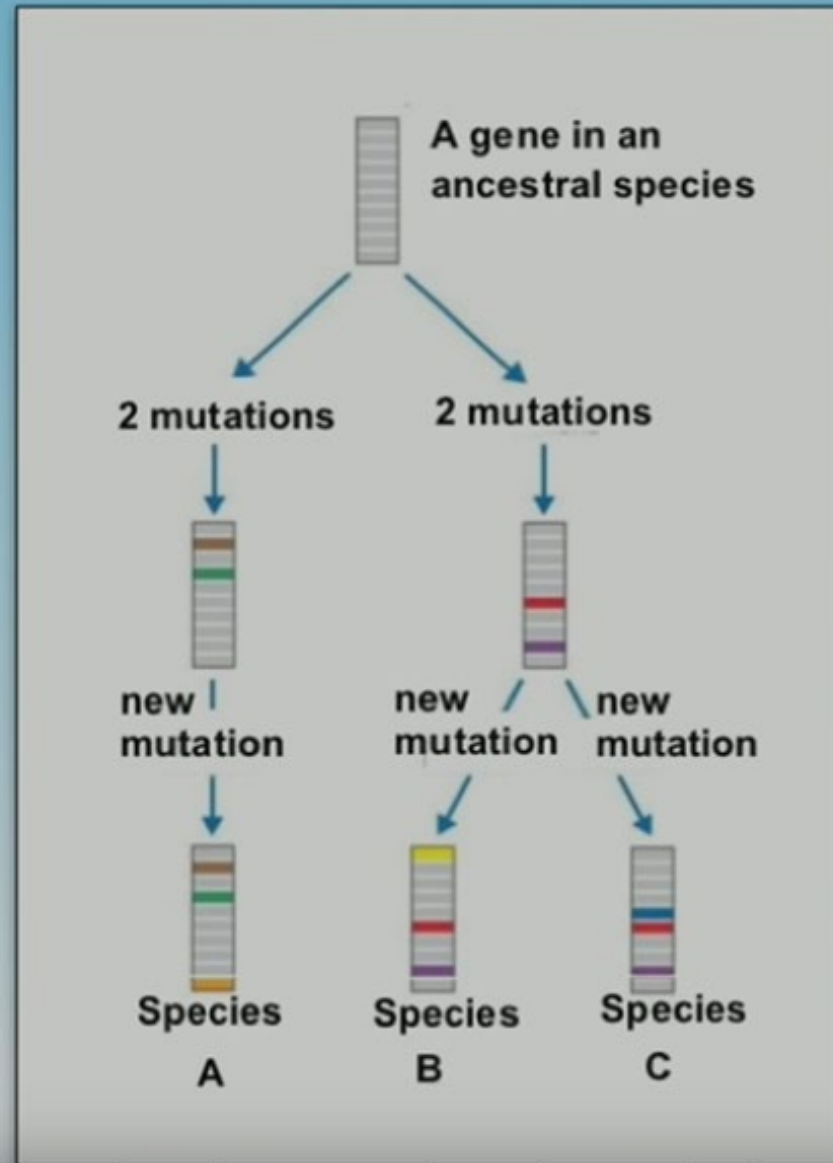 A gene in an
ancestral species
2 mutations
2 mutations
new
mutation
new
mutation
new
mutation
Species
A
Species
B
Species
C